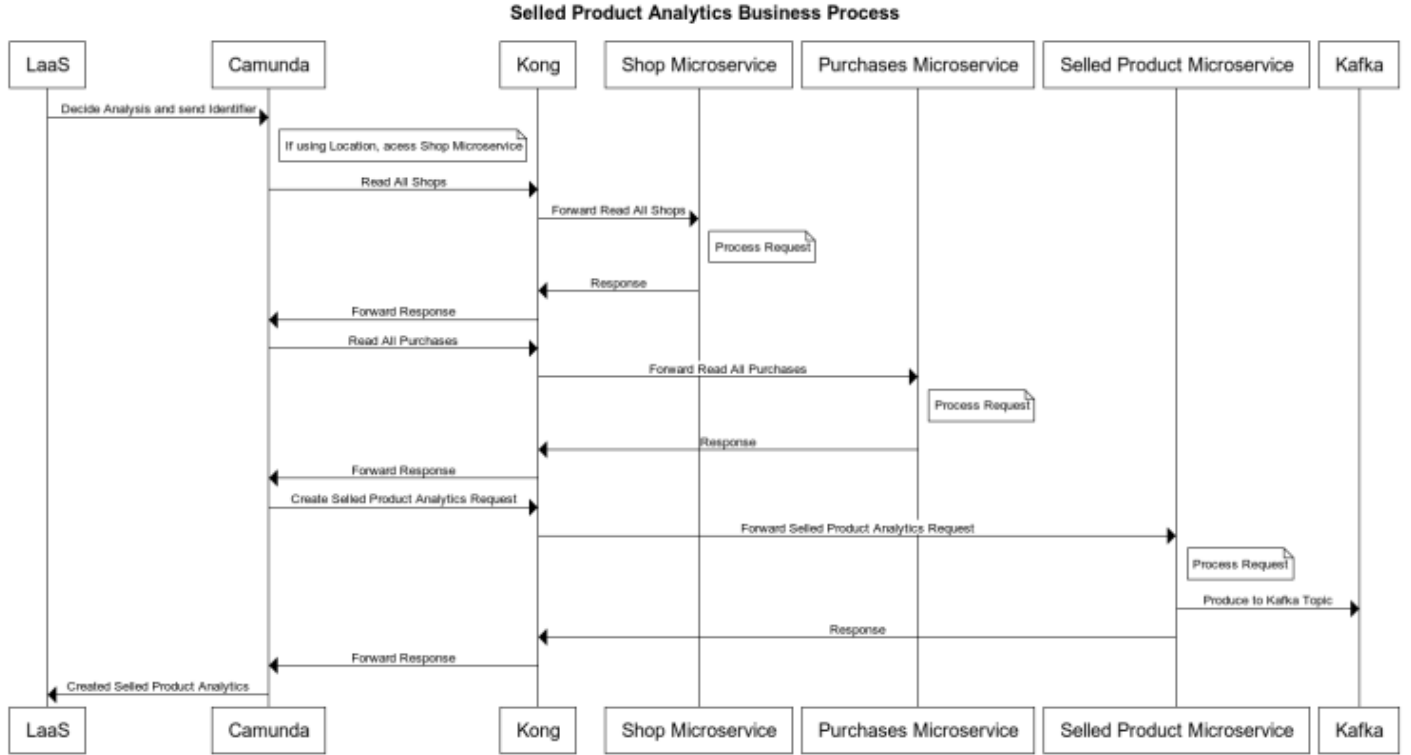 Selled Product Analytics Business Process
LaaS Camunda Kong Shop Microservice Purchases Microservice Selled Product Microservice Kafka
Decide Analysis and send Identifier
If using Location, acess Shop Microservice
Read All Shops
Forward Read All Shops
Process Request
Response
Forward Response
Read All Purchases
Forward Read All Purchases
Process Request
Response
Forward Response
Create Selled Product Analytics Request
Forward Selled Product Analytics Request
Process Request
Produce to Kafka Topic
Response
Forward Response
Created Selled Product Analytics
LaaS Camunda Kong Shop Microservice Purchases Microservice Selled Product Microservice Kafka